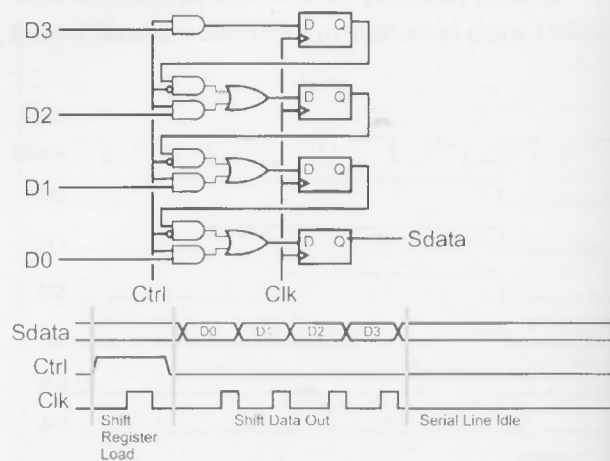 D3
D Q
D2
D Q
D1
D Q
D0
D Q
Sdata
Ctrl
Clk
Sdata
D0
D1
D2
D3
Ctrl
Clk
Shift
Register
Load
Shift Data Out
Serial Line Idle